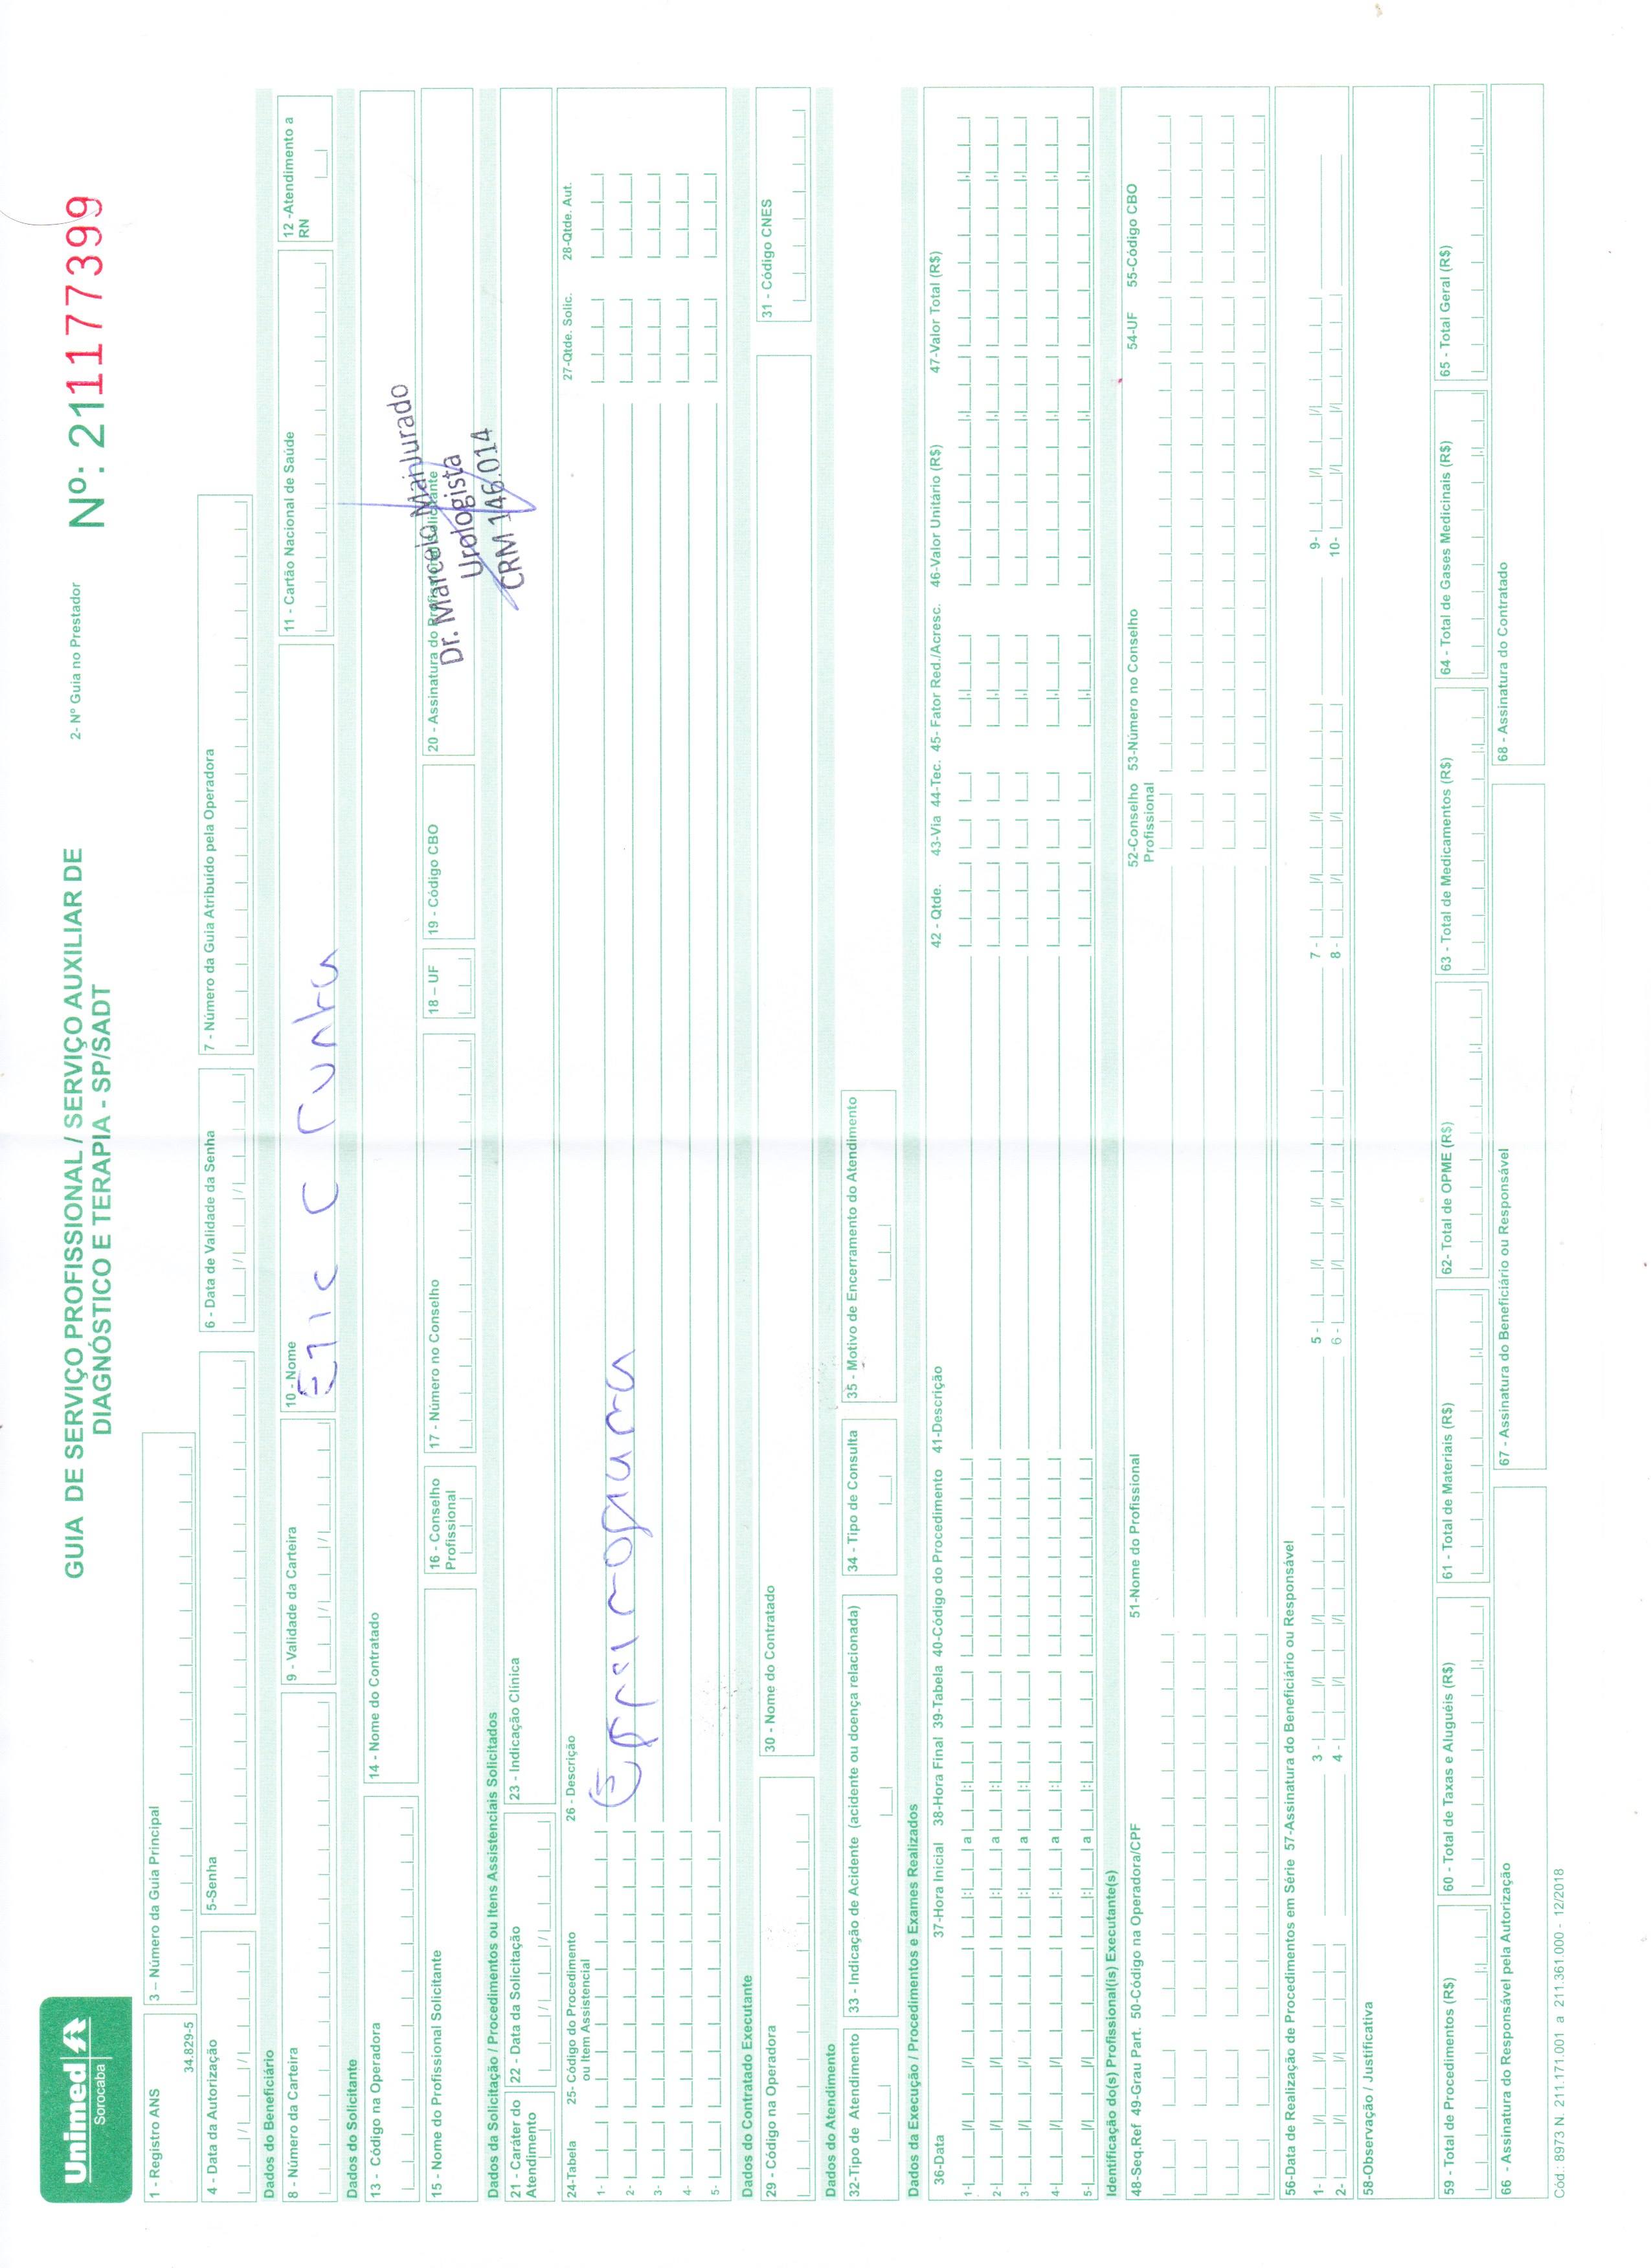 Unimed
Sorocaba
GUIA DE SERVIÇO PROFISSIONAL / SERVIÇO AUXILIAR DE
DIAGNÓSTICO E TERAPIA - SP/SADT
2- Nº Guia no Prestador
Nº: 211177399
1 - Registro ANS
34.829-5
3 – Número da Guia Principal
4 - Data da Autorização
5-Senha
6 - Data de Validade da Senha
7 - Número da Guia Atribuído pela Operadora
Dados do Beneficiário
8 - Número da Carteira
9 - Validade da Carteira
10 - Nome
C Cunha
11 - Cartão Nacional de Saúde
12 -Atendimento a
RN
Dados do Solicitante
13 - Código na Operadora
14 - Nome do Contratado
15 - Nome do Profissional Solicitante
16 - Conselho
Profissional
17 - Número no Conselho
18 – UF
19 - Código CBO
20 - Assinatura do Profissional Solicitante
Dr. Marcelo Manjurado
Urologista
CRM 146.014
Dados da Solicitação / Procedimentos ou Itens Assistenciais Solicitados
21 - Caráter do
Atendimento
22 - Data da Solicitação
23 - Indicação Clínica
24-Tabela
25- Código do Procedimento
ou Item Assistencial
26 - Descrição
27-Qtde. Solic.
28-Qtde. Aut.
1-
Espermograma
2-
3-
4-
5-
Dados do Contratado Executante
29 - Código na Operadora
30 - Nome do Contratado
31 - Código CNES
Dados do Atendimento
32-Tipo de Atendimento
33 - Indicação de Acidente (acidente ou doença relacionada)
34 - Tipo de Consulta
35 - Motivo de Encerramento do Atendimento
Dados da Execução / Procedimentos e Exames Realizados
36-Data
37-Hora Inicial
38-Hora Final
39-Tabela
40-Código do Procedimento
41-Descrição
42 - Qtde.
43-Via
44-Tec.
45- Fator Red./Acresc.
46-Valor Unitário (R$)
47-Valor Total (R$)
1- a
2- a
3- a
4- a
5- a
Identificação do(s) Profissional(is) Executante(s)
48-Seq.Ref
49-Grau Part.
50-Código na Operadora/CPF
51-Nome do Profissional
52-Conselho
Profissional
53-Número no Conselho
54-UF
55-Código CBO
56-Data de Realização de Procedimentos em Série
57-Assinatura do Beneficiário ou Responsável
1- 3 - 5 - 7 - 9-
2- 4 - 6 - 8 - 10-
58-Observação / Justificativa
59 - Total de Procedimentos (R$)
60 - Total de Taxas e Aluguéis (R$)
61 - Total de Materiais (R$)
62- Total de OPME (R$)
63 - Total de Medicamentos (R$)
64 - Total de Gases Medicinais (R$)
65 - Total Geral (R$)
66 - Assinatura do Responsável pela Autorização
67 - Assinatura do Beneficiário ou Responsável
68 - Assinatura do Contratado
Cód.: 8973 N. 211.171.001 a 211.361.000 - 12/2018